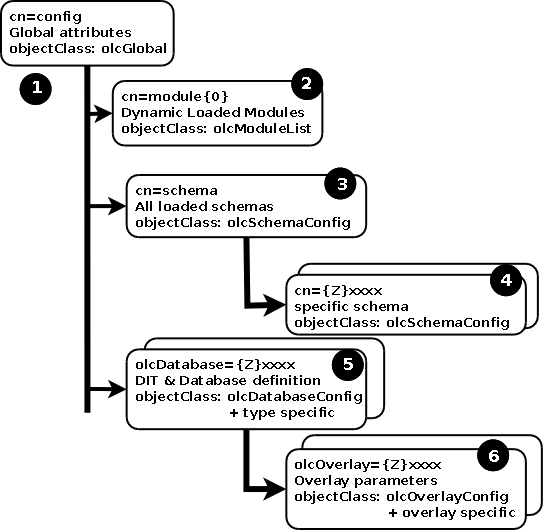 cn=config
Global attributes
objectClass: olcGlobal
1
2
cn=module{0}
Dynamic Loaded Modules
objectClass: olcModuleList
3
cn=schema
All loaded schemas
objectClass: olcSchemaConfig
4
cn={Z}xxxx
specific schema
objectClass: olcSchemaConfig
5
olcDatabase={Z}xxxx
DIT & Database definition
objectClass: olcDatabaseConfig
+ type specific
6
olcOverlay={Z}xxxx
Overlay parameters
objectClass: olcOverlayConfig
+ overlay specific